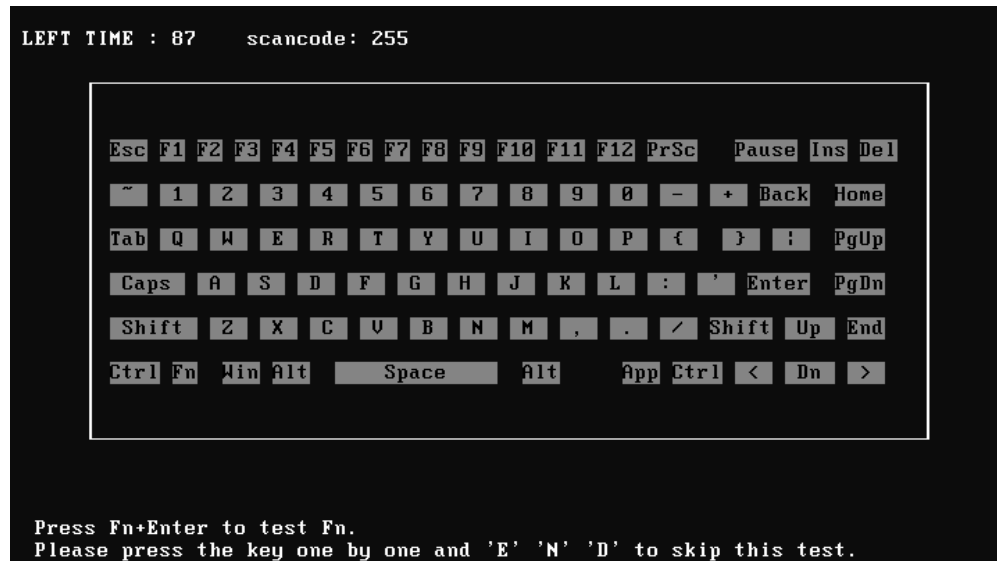 LEFT TIME : 87 scancode: 255
Esc F1 F2 F3 F4 F5 F6 F7 F8 F9 F10 F11 F12 PrSc Pause Ins Del
~ 1 2 3 4 5 6 7 8 9 0 - + Back Home
Tab Q W E R T Y U I O P { } ¦ PgUp
Caps A S D F G H J K L : ' Enter PgDn
Shift Z X C V B N M , . / Shift Up End
Ctrl Fn Win Alt Space Alt App Ctrl < Dn >
Press Fn+Enter to test Fn.
Please press the key one by one and 'E' 'N' 'D' to skip this test.